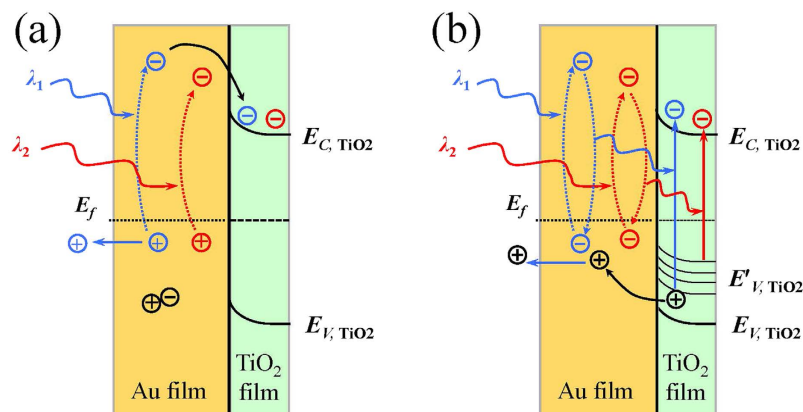 (a)
λ1
λ2
Ef
EC, TiO2
EV, TiO2
Au film
TiO2
film
(b)
λ1
λ2
Ef
EC, TiO2
E'V, TiO2
EV, TiO2
Au film
TiO2
film